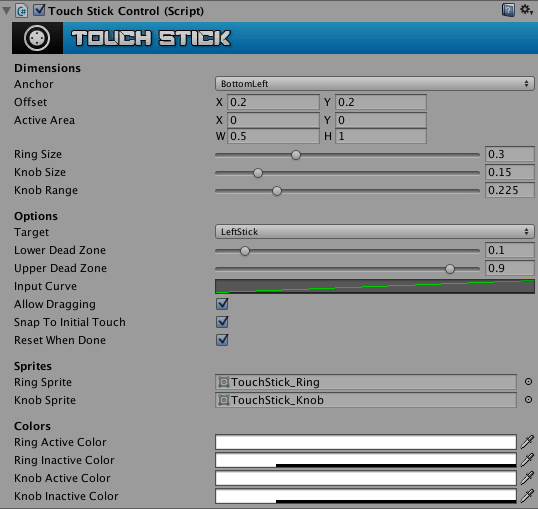 Touch Stick Control (Script)
TOUCH STICK
Dimensions
Anchor BottomLeft
Offset X 0.2 Y 0.2
Active Area X 0 Y 0
W 0.5 H 1
Ring Size 0.3
Knob Size 0.15
Knob Range 0.225
Options
Target LeftStick
Lower Dead Zone 0.1
Upper Dead Zone 0.9
Input Curve
Allow Dragging
Snap To Initial Touch
Reset When Done
Sprites
Ring Sprite TouchStick_Ring
Knob Sprite TouchStick_Knob
Colors
Ring Active Color
Ring Inactive Color
Knob Active Color
Knob Inactive Color